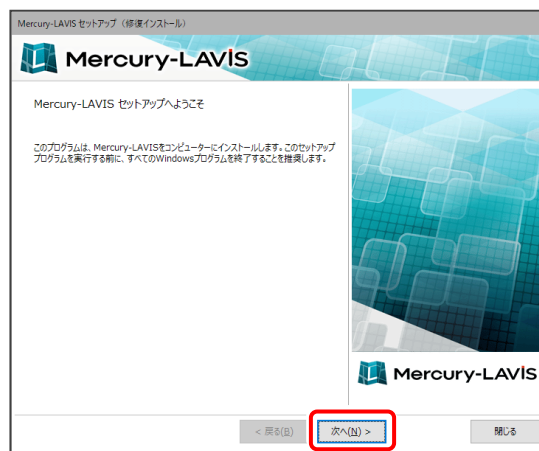 Mercury-LAVIS セットアップ（修復インストール）
Mercury-LAVIS
Mercury-LAVIS セットアップへようこそ
このプログラムは、Mercury-LAVISをコンピューターにインストールします。このセットアップ
プログラムを実行する前に、すべてのWindowsプログラムを終了することを推奨します。
Mercury-LAVIS
< 戻る(B)
次へ(N) >
閉じる